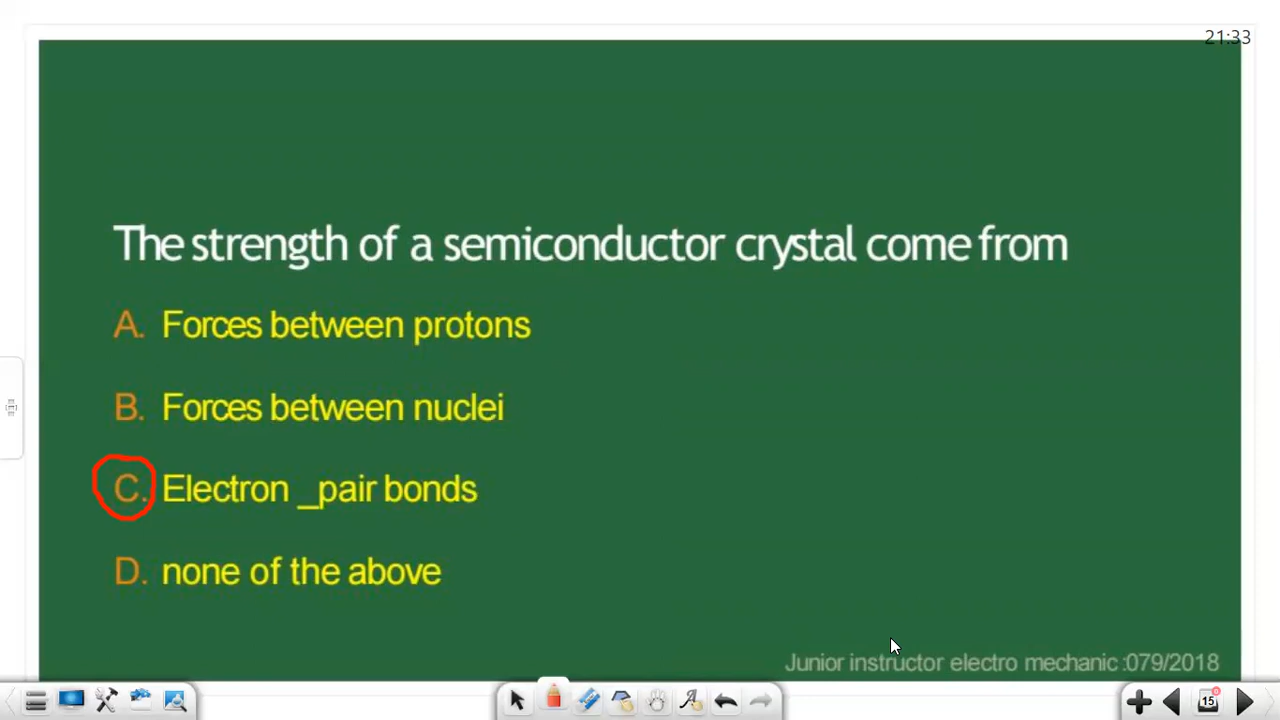 21:33
The strength of a semiconductor crystal come from
A. Forces between protons
B. Forces between nuclei
C. Electron _pair bonds
D. none of the above
Junior instructor electro mechanic :079/2018
15